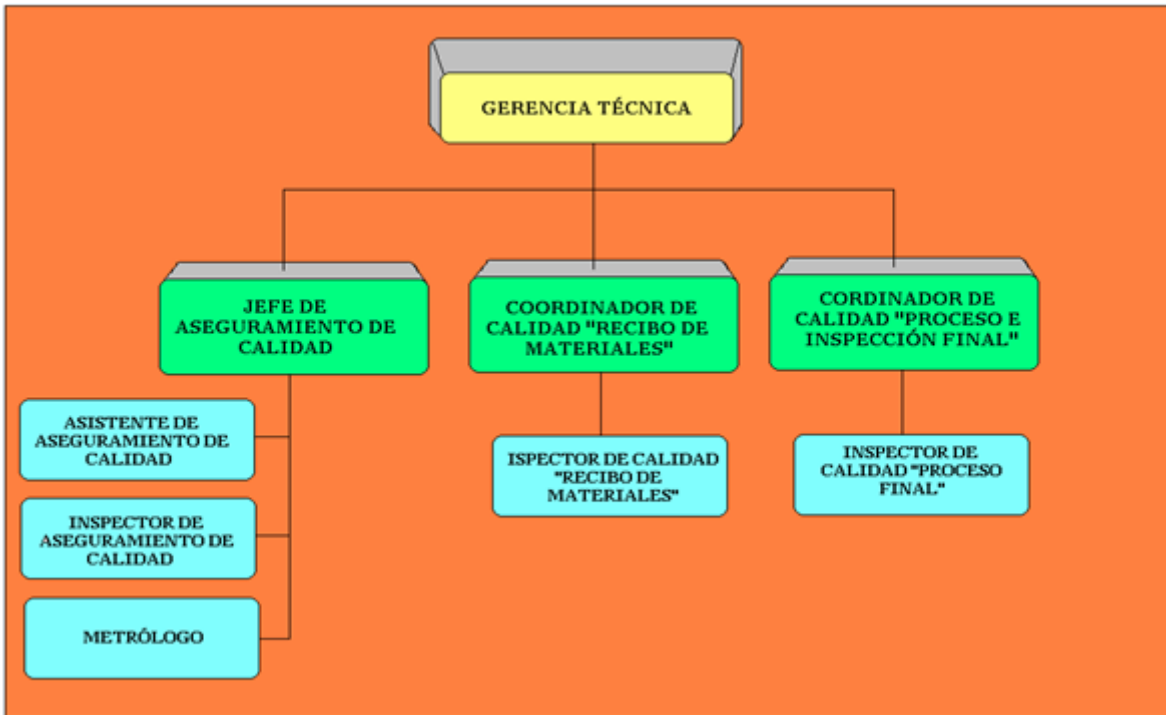 GERENCIA TÉCNICA
JEFE DE
ASEGURAMIENTO DE
CALIDAD
COORDINADOR DE
CALIDAD "RECIBO DE
MATERIALES"
CORDINADOR DE
CALIDAD "PROCESO E
INSPECCIÓN FINAL"
ASISTENTE DE
ASEGURAMIENTO DE
CALIDAD
INSPECTOR DE
ASEGURAMIENTO DE
CALIDAD
METRÓLOGO
ISPECTOR DE CALIDAD
"RECIBO DE
MATERIALES"
INSPECTOR DE
CALIDAD "PROCESO
FINAL"